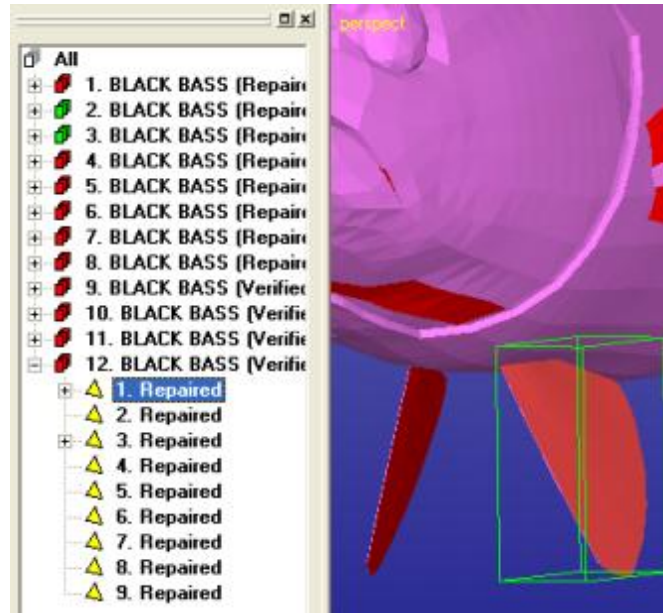 perspect
All
1. BLACK BASS (Repaire
2. BLACK BASS (Repaire
3. BLACK BASS (Repaire
4. BLACK BASS (Repaire
5. BLACK BASS (Repaire
6. BLACK BASS (Repaire
7. BLACK BASS (Repaire
8. BLACK BASS (Repaire
9. BLACK BASS (Verified
10. BLACK BASS (Verifie
11. BLACK BASS (Verifie
12. BLACK BASS (Verifie
1. Repaired
2. Repaired
3. Repaired
4. Repaired
5. Repaired
6. Repaired
7. Repaired
8. Repaired
9. Repaired